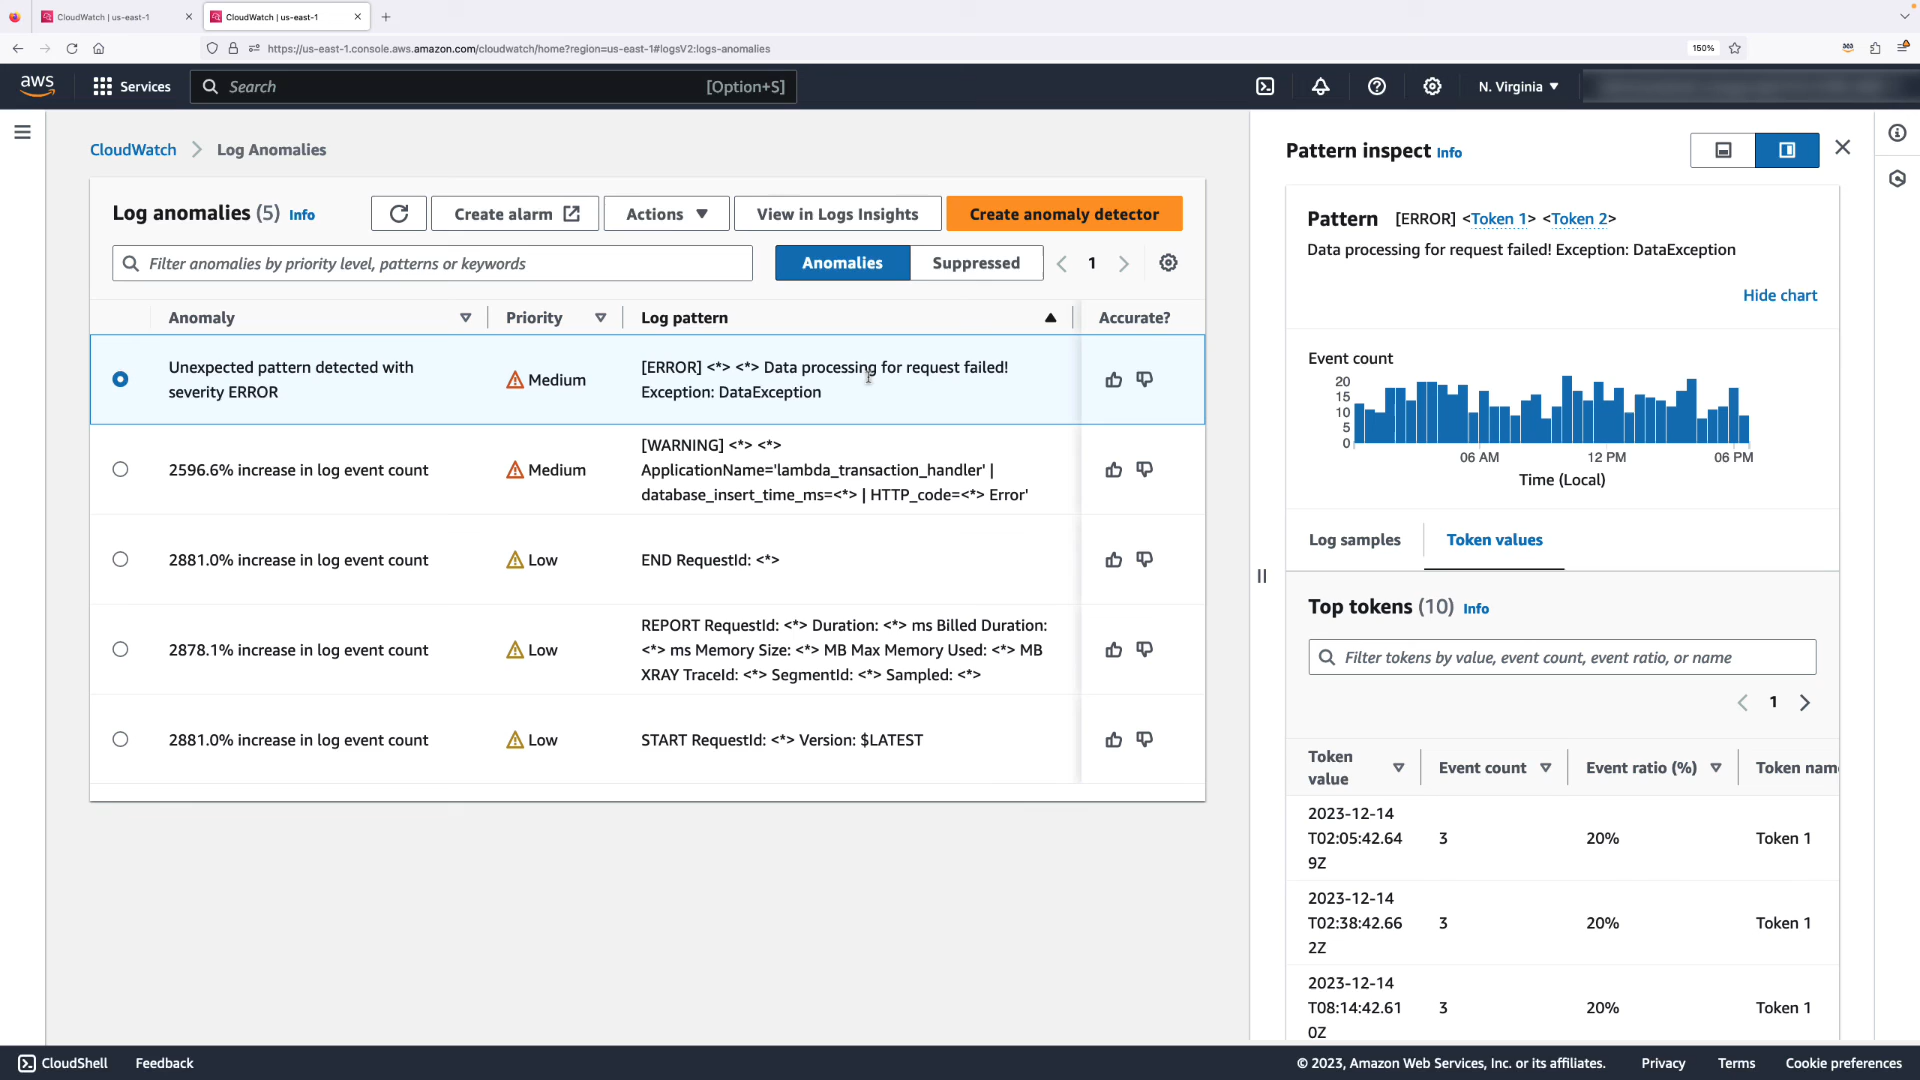 CloudWatch | us-east-1
CloudWatch | us-east-1
https://us-east-1.console.aws.amazon.com/cloudwatch/home?region=us-east-1#logsV2:logs-anomalies
150%
aws
Services
Search
[Option+S]
N. Virginia
CloudWatch
Log Anomalies
Log anomalies (5) Info
Create alarm
Actions
View in Logs Insights
Create anomaly detector
Filter anomalies by priority level, patterns or keywords
Anomalies
Suppressed
1
Anomaly
Priority
Log pattern
Accurate?
Unexpected pattern detected with
severity ERROR
Medium
[ERROR] <*> <*> Data processing for request failed!
Exception: DataException
2596.6% increase in log event count
Medium
[WARNING] <*> <*>
ApplicationName='lambda_transaction_handler' |
database_insert_time_ms=<*> | HTTP_code=<*> Error'
2881.0% increase in log event count
Low
END RequestId: <*>
2878.1% increase in log event count
Low
REPORT RequestId: <*> Duration: <*> ms Billed Duration:
<*> ms Memory Size: <*> MB Max Memory Used: <*> MB
XRAY TraceId: <*> SegmentId: <*> Sampled: <*>
2881.0% increase in log event count
Low
START RequestId: <*> Version: $LATEST
Pattern inspect Info
Pattern [ERROR] <Token 1> <Token 2>
Data processing for request failed! Exception: DataException
Hide chart
Event count
20
15
10
5
0
06 AM
12 PM
06 PM
Time (Local)
Log samples
Token values
Top tokens (10) Info
Filter tokens by value, event count, event ratio, or name
1
Token
value
Event count
Event ratio (%)
Token nam
2023-12-14
T02:05:42.64
9Z
3
20%
Token 1
2023-12-14
T02:38:42.66
2Z
3
20%
Token 1
2023-12-14
T08:14:42.61
0Z
3
20%
Token 1
CloudShell
Feedback
© 2023, Amazon Web Services, Inc. or its affiliates.
Privacy
Terms
Cookie preferences